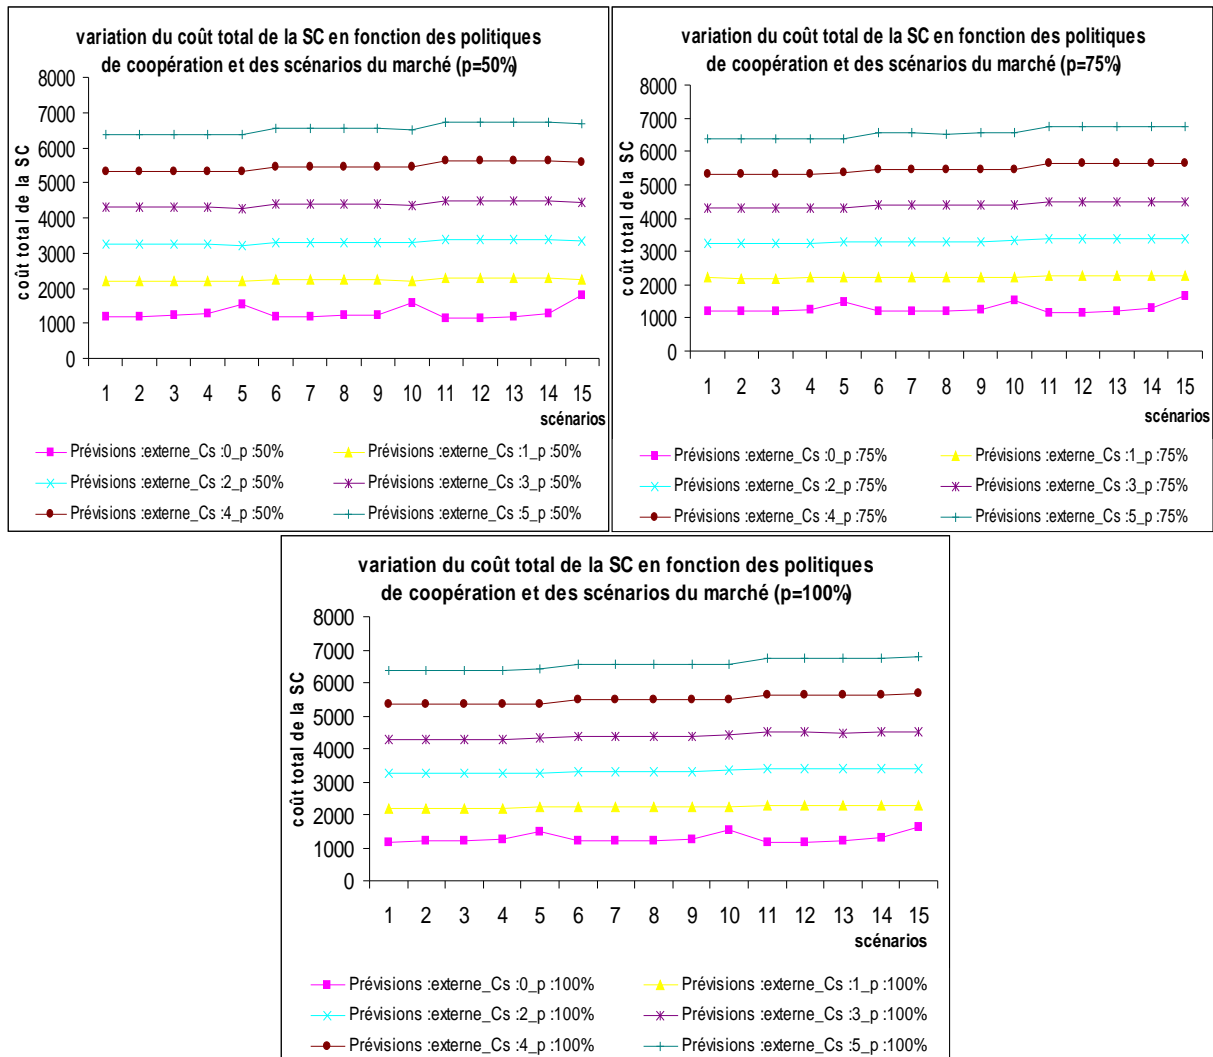 variation du coût total de la SC en fonction des politiques
de coopération et des scénarios du marché (p=50%)
coût total de la SC
8000
7000
6000
5000
4000
3000
2000
1000
0
1 2 3 4 5 6 7 8 9 10 11 12 13 14 15
scénarios
Prévisions :externe_Cs :0_p :50% Prévisions :externe_Cs :1_p :50%
Prévisions :externe_Cs :2_p :50% Prévisions :externe_Cs :3_p :50%
Prévisions :externe_Cs :4_p :50% Prévisions :externe_Cs :5_p :50%
variation du coût total de la SC en fonction des politiques
de coopération et des scénarios du marché (p=75%)
coût total de la SC
8000
7000
6000
5000
4000
3000
2000
1000
0
1 2 3 4 5 6 7 8 9 10 11 12 13 14 15
scénarios
Prévisions :externe_Cs :0_p :75% Prévisions :externe_Cs :1_p :75%
Prévisions :externe_Cs :2_p :75% Prévisions :externe_Cs :3_p :75%
Prévisions :externe_Cs :4_p :75% Prévisions :externe_Cs :5_p :75%
variation du coût total de la SC en fonction des politiques
de coopération et des scénarios du marché (p=100%)
coût total de la SC
8000
7000
6000
5000
4000
3000
2000
1000
0
1 2 3 4 5 6 7 8 9 10 11 12 13 14 15
scénarios
Prévisions :externe_Cs :0_p :100% Prévisions :externe_Cs :1_p :100%
Prévisions :externe_Cs :2_p :100% Prévisions :externe_Cs :3_p :100%
Prévisions :externe_Cs :4_p :100% Prévisions :externe_Cs :5_p :100%